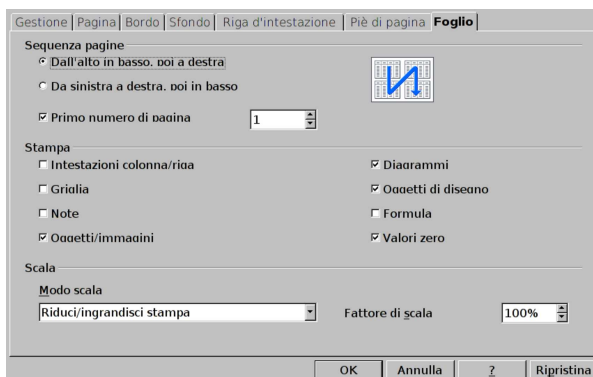 Gestione Pagina Bordo Sfondo Riga d'intestazione Piè di pagina Foglio
Sequenza pagine
Dall'alto in basso, poi a destra
Da sinistra a destra, poi in basso
Primo numero di pagina 1
Stampa
Intestazioni colonna/riga Diagrammi
Griglia Oggetti di disegno
Note Formula
Oggetti/immagini Valori zero
Scala
Modo scala
Riduci/ingrandisci stampa Fattore di scala 100%
OK Annulla ? Ripristina